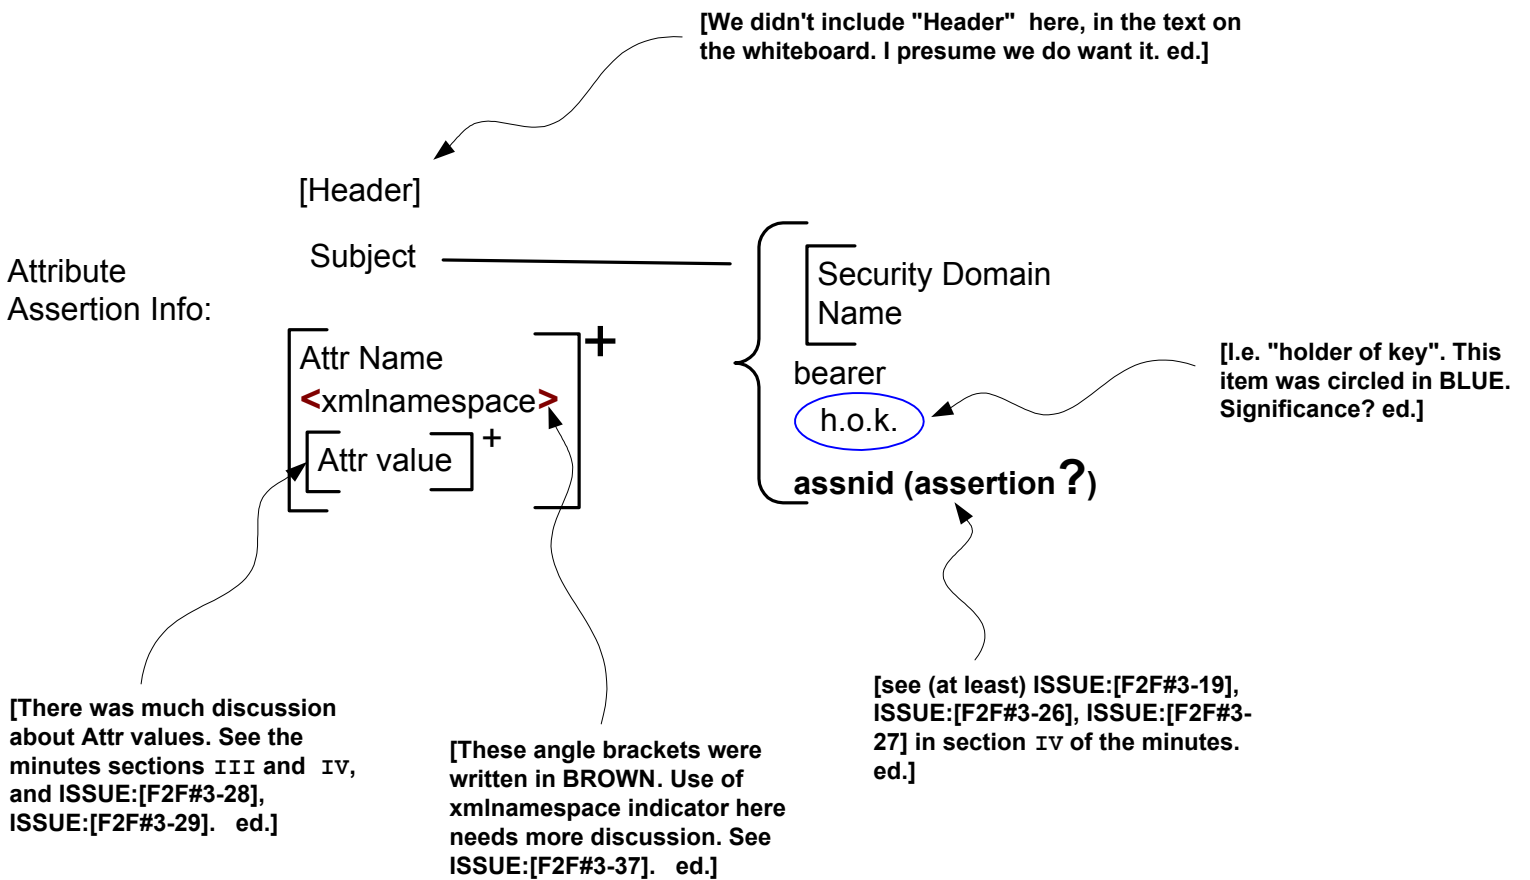 [We didn't include "Header"  here, in the text on
the whiteboard. I presume we do want it. ed.]
[Header]
Subject
Attribute
Assertion Info:
Attr Name
<xmlnamespace>
Attr value
+
+
Security Domain
Name
bearer
h.o.k.
assnid (assertion?)
[I.e. "holder of key". This
item was circled in BLUE.
Significance? ed.]
[There was much discussion
about Attr values. See the
minutes sections III and  IV,
and ISSUE:[F2F#3-28],
ISSUE:[F2F#3-29].   ed.]
[These angle brackets were
written in BROWN. Use of
xmlnamespace indicator here
needs more discussion. See
ISSUE:[F2F#3-37].   ed.]
[see (at least) ISSUE:[F2F#3-19],
ISSUE:[F2F#3-26], ISSUE:[F2F#3-
27] in section IV of the minutes.
ed.]